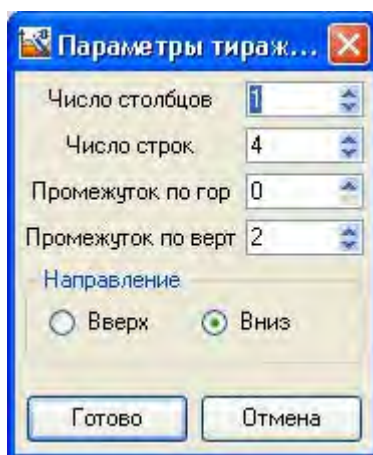 Параметры тираж...
Число столбцов 1
Число строк 4
Промежуток по гор 0
Промежуток по верт 2
Направление
Вверх Вниз
Готово Отмена